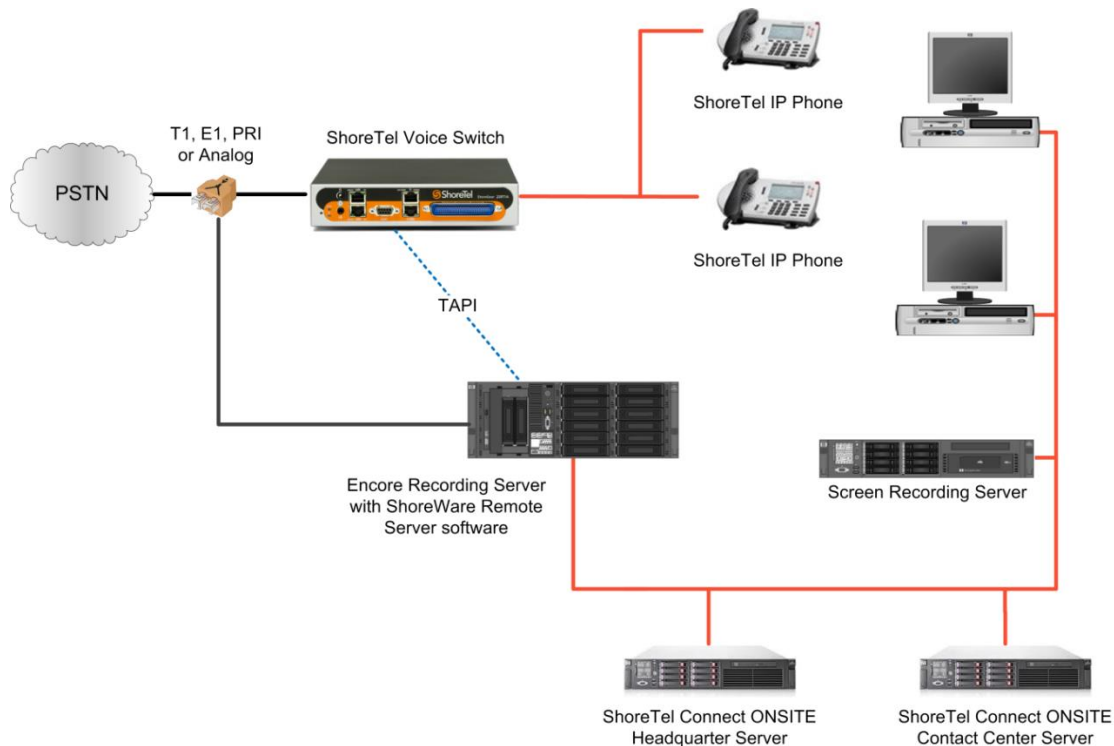 ShoreTel IP Phone
T1, E1, PRI
or Analog
ShoreTel Voice Switch
PSTN
ShoreTel
ShoreTel IP Phone
TAPI
Encore Recording Server
with ShoreWare Remote
Server software
Screen Recording Server
ShoreTel Connect ONSITE
Headquarter Server
ShoreTel Connect ONSITE
Contact Center Server